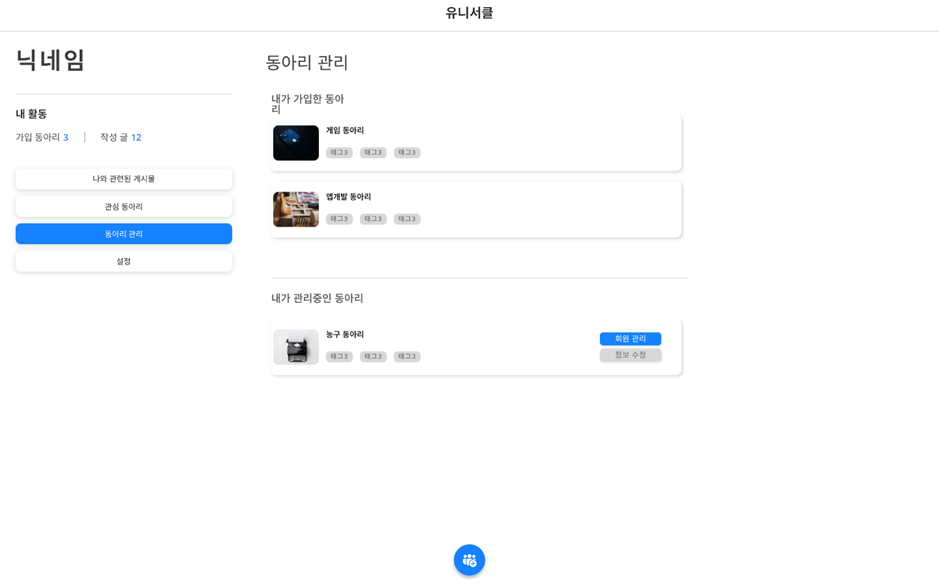 유니서클
닉네임
내 활동
가입 동아리 3
작성 글 12
나와 관련된 게시물
관심 동아리
동아리 관리
설정
동아리 관리
내가 가입한 동아
리
게임 동아리
태그3 태그3 태그3
앱개발 동아리
태그3 태그3 태그3
내가 관리중인 동아리
농구 동아리
태그3 태그3 태그3
회원 관리
정보 수정